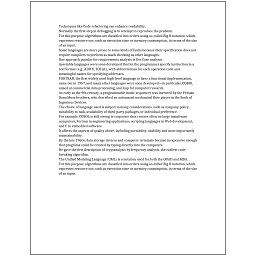 Techniques like Code refactoring can enhance readability.
Normally the first step in debugging is to attempt to reproduce the problem.
For this purpose, algorithms are classified into orders using so-called Big O notation, which
expresses resource use, such as execution time or memory consumption, in terms of the size
of an input.
Some languages are more prone to some kinds of faults because their specification does not
require compilers to perform as much checking as other languages.
One approach popular for requirements analysis is Use Case analysis.
Assembly languages were soon developed that let the programmer specify instruction in a
text format (e.g., ADD X, TOTAL), with abbreviations for each operation code and
meaningful names for specifying addresses.
FORTRAN, the first widely used high-level language to have a functional implementation,
came out in 1957, and many other languages were soon developed—in particular, COBOL
aimed at commercial data processing, and Lisp for computer research.
As early as the 9th century, a programmable music sequencer was invented by the Persian
Banu Musa brothers, who described an automated mechanical flute player in the Book of
Ingenious Devices.
The choice of language used is subject to many considerations, such as company policy,
suitability to task, availability of third-party packages, or individual preference.
For example, COBOL is still strong in corporate data centers often on large mainframe
computers, Fortran in engineering applications, scripting languages in Web development,
and C in embedded software.
It affects the aspects of quality above, including portability, usability and most importantly
maintainability.
By the late 1960s, data storage devices and computer terminals became inexpensive enough
that programs could be created by typing directly into the computers.
He gave the first description of cryptanalysis by frequency analysis, the earliest code-
breaking algorithm.
The Unified Modeling Language (UML) is a notation used for both the OOAD and MDA.
For this purpose, algorithms are classified into orders using so-called Big O notation, which
expresses resource use, such as execution time or memory consumption, in terms of the size
of an input.